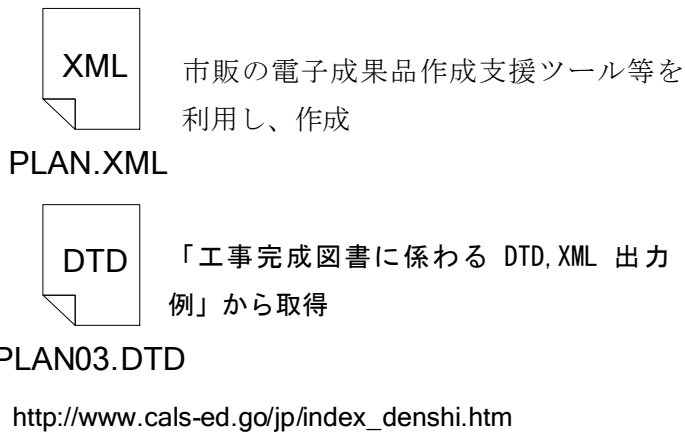 XML
市販の電子成果品作成支援ツール等を
利用し、作成
PLAN.XML
DTD
「工事完成図書に係わる DTD,XML 出力
例」から取得
PLAN03.DTD
http://www.cals-ed.go/jp/index_denshi.htm